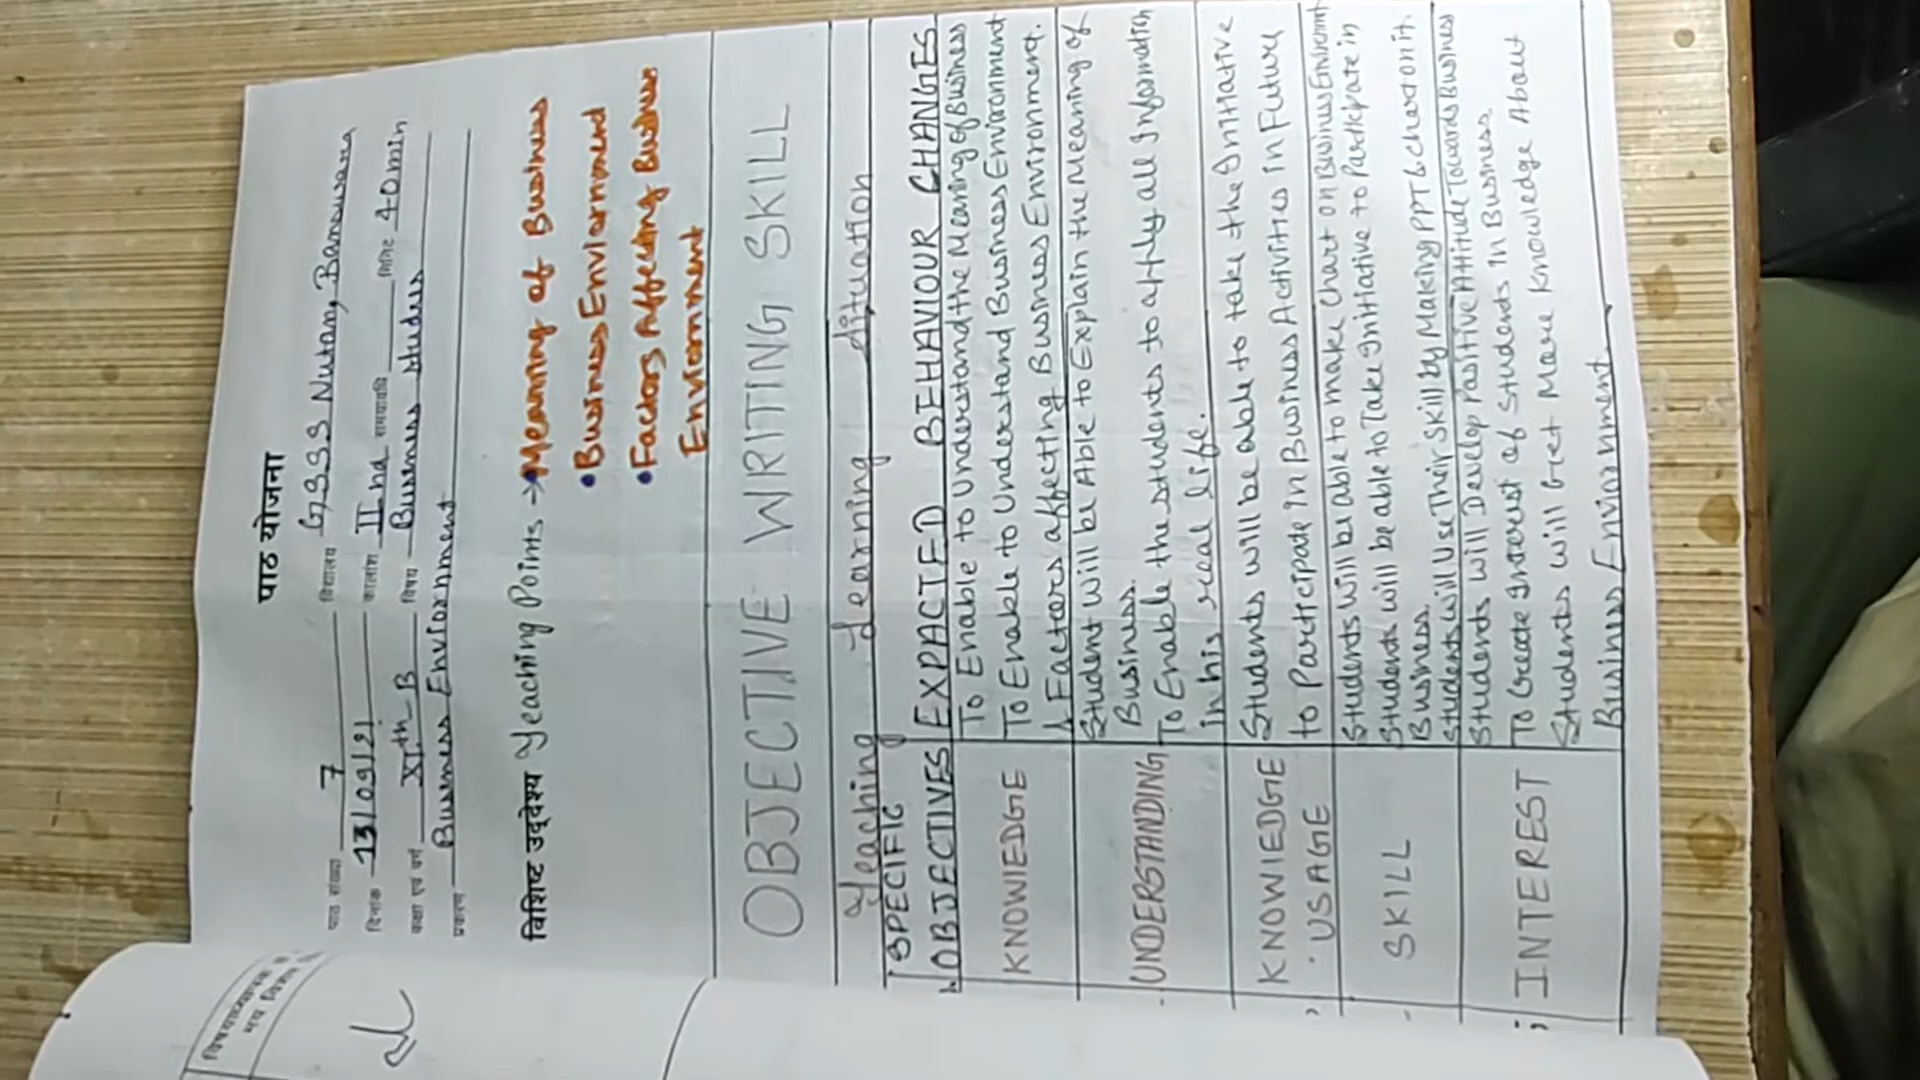 पाठ योजना
पाठ संख्या 7 विद्यालय G.S.S.S Nutan, Banswara
दिनांक 13/09/21 कालांश IInd समयावधि मिनिट 40 min
कक्षा एवं वर्ग XIth - B विषय Business Studies
प्रकरण Business Enviornment
विशिष्ट उद्देश्य Teaching Points → Meaning of Business
• Business Enviornment
• Factors Affecting Business
Enviornment
OBJECTIVE WRITING SKILL
Teaching Learning Situation
SPECIFIC OBJECTIVES
EXPACTED BEHAVIOUR CHANGES
KNOWlEDGE
To Enable to Understand the Meaning of Business
To Enable to Understand Business Environment
& Factors affecting Business Environment.
UNDERSTANDING
Student will be Able to Explain the Meaning of
Business.
To Enable the students to apply all Information
in his real life.
KNOWlEDGE USAGE
Students will be able to take the Initiative
to Participate in Business Activities in Future
SKILL
Students will be able to make Chart on Business Enviornment
Students will be able to Take Initiative to Participate in
Business.
Students will Use Their Skill by Making PPT & chart on it.
INTEREST
Students will Develop Positive Attitude Towards Business
To Create Interest of Students in Business
Students will Get More Knowledge About
Business Enviornment
विषयाध्यापक